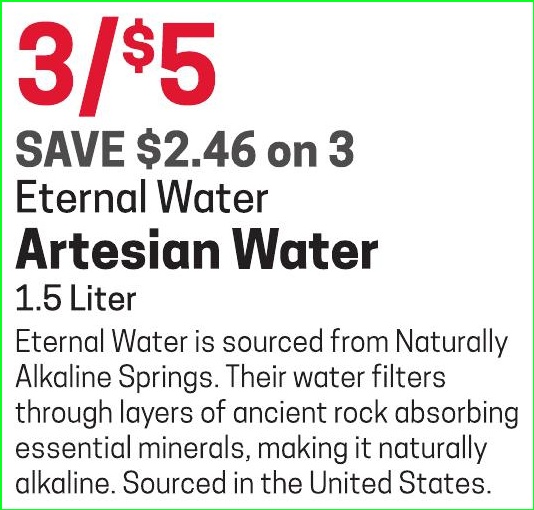 3/$5
SAVE $2.46 on 3
Eternal Water
Artesian Water
1.5 Liter
Eternal Water is sourced from Naturally
Alkaline Springs. Their water filters
through layers of ancient rock absorbing
essential minerals, making it naturally
alkaline. Sourced in the United States.